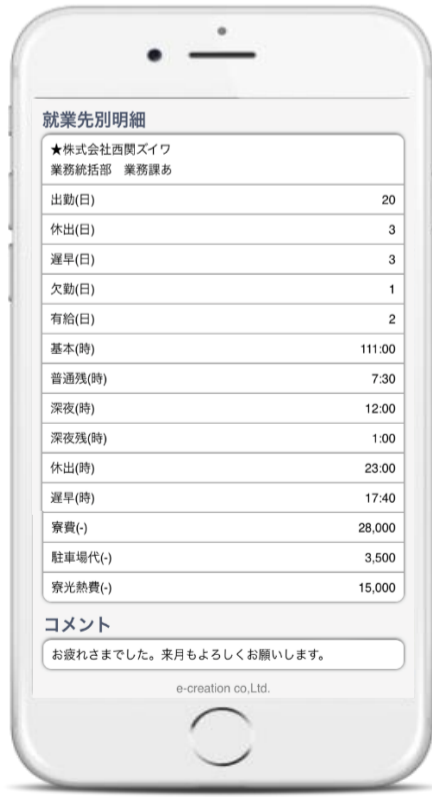 就業先別明細
★株式会社西関ズイワ
業務統括部　業務課あ
出勤(日) 20
休出(日) 3
遅早(日) 3
欠勤(日) 1
有給(日) 2
基本(時) 111:00
普通残(時) 7:30
深夜(時) 12:00
深夜残(時) 1:00
休出(時) 23:00
遅早(時) 17:40
寮費(-) 28,000
駐車場代(-) 3,500
寮光熱費(-) 15,000
コメント
お疲れさまでした。来月もよろしくお願いします。
e-creation co,Ltd.